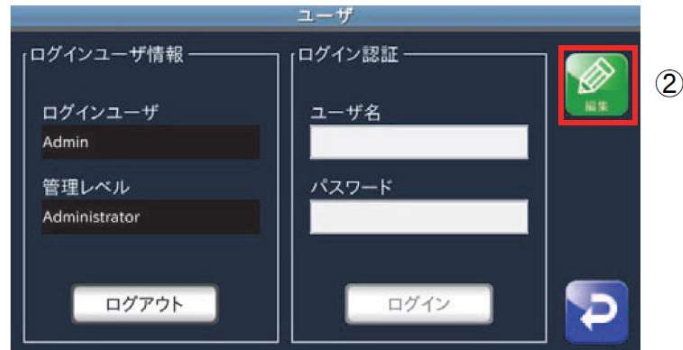 ユーザ
ログインユーザ情報
ログインユーザ
Admin
管理レベル
Administrator
ログアウト
ログイン認証
ユーザ名
パスワード
ログイン
編集
②